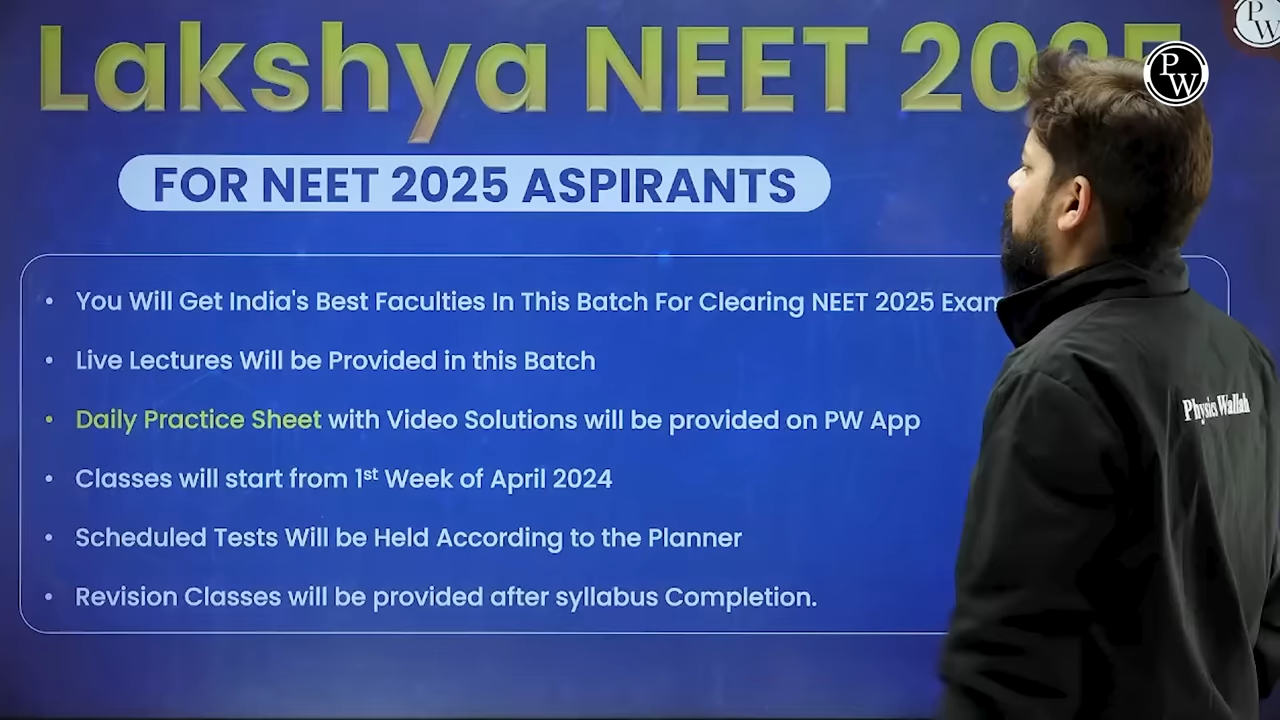 Lakshya NEET 2025
P
W
P
W
FOR NEET 2025 ASPIRANTS
• You Will Get India's Best Faculties In This Batch For Clearing NEET 2025 Exam
• Live Lectures Will be Provided in this Batch
• Daily Practice Sheet with Video Solutions will be provided on PW App
Physics Wallah
• Classes will start from 1st Week of April 2024
• Scheduled Tests Will be Held According to the Planner
• Revision Classes will be provided after syllabus Completion.